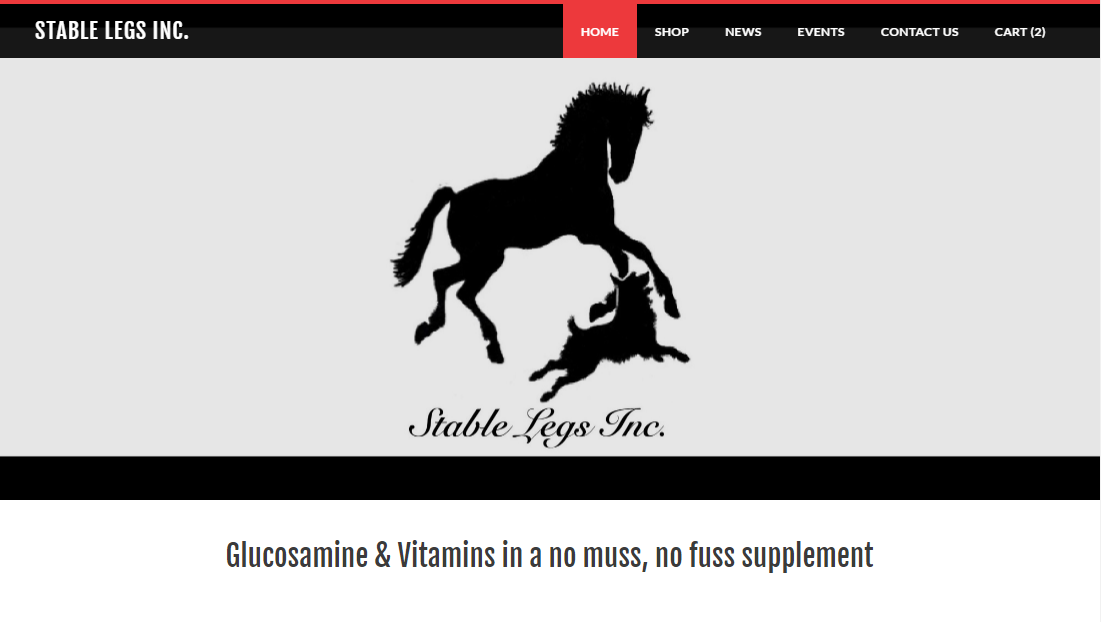 STABLE LEGS INC.
HOME SHOP NEWS EVENTS CONTACT US CART (2)
Stable Legs Inc.
Glucosamine & Vitamins in a no muss, no fuss supplement